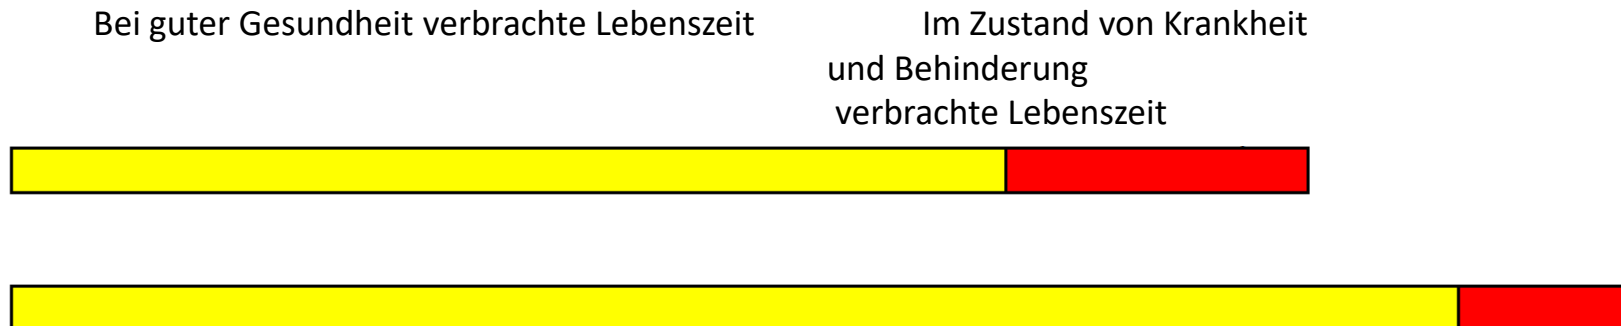 Bei guter Gesundheit verbrachte Lebenszeit
Im Zustand von Krankheit
und Behinderung
verbrachte Lebenszeit